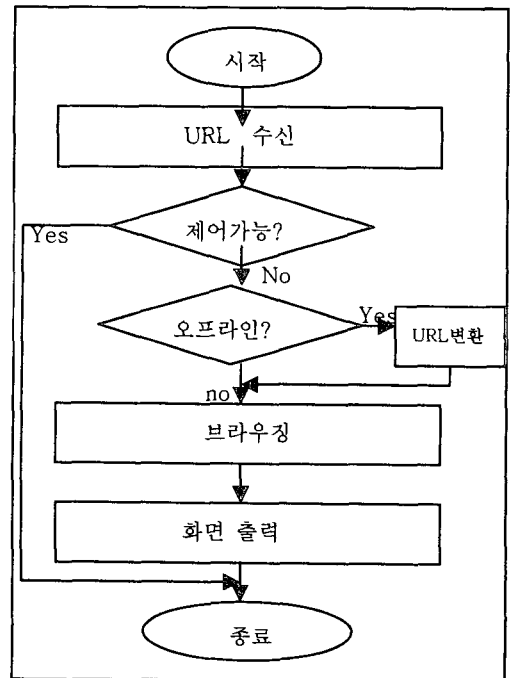 시작
URL 수신
제어가능?
Yes
No
오프라인?
Yes
URL변환
no
브라우징
화면 출력
종료